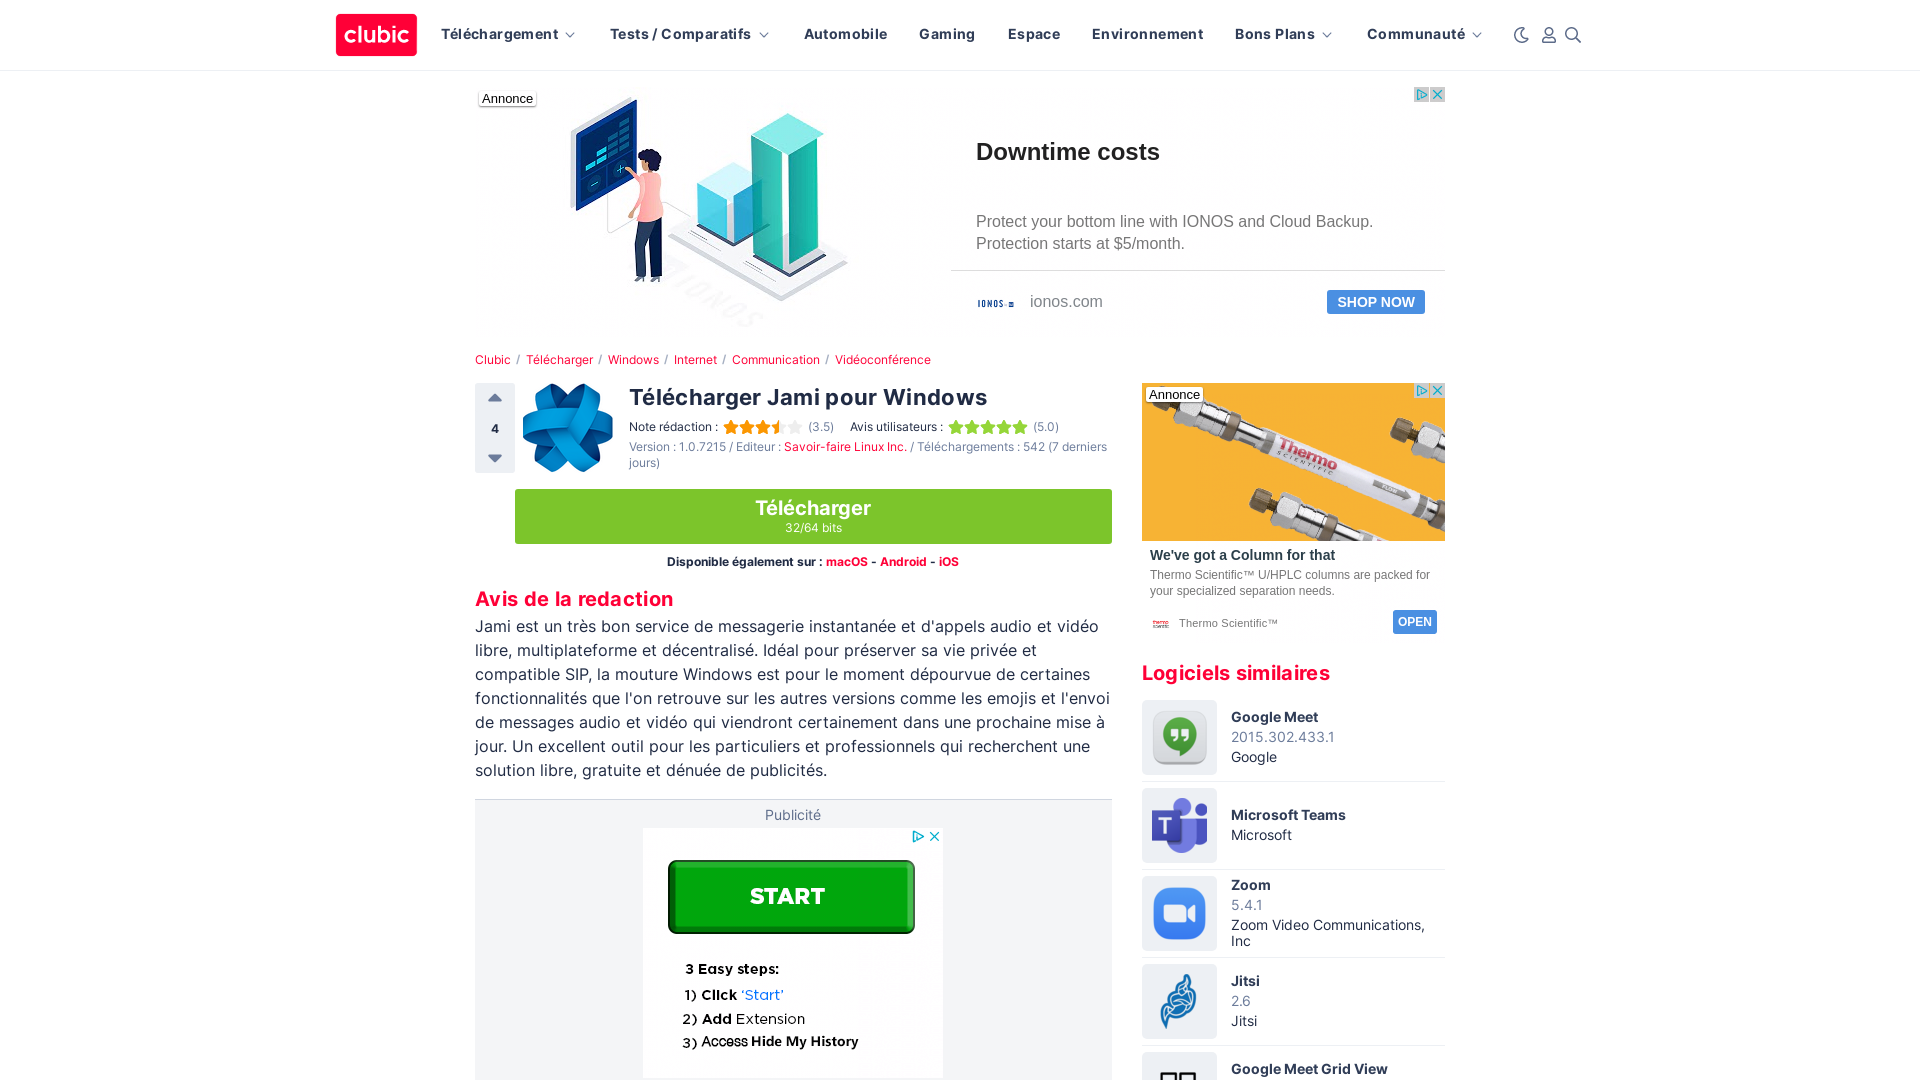 clubic
Téléchargement
Tests / Comparatifs
Automobile
Gaming
Espace
Environnement
Bons Plans
Communauté
Annonce
Downtime costs
Protect your bottom line with IONOS and Cloud Backup.
Protection starts at $5/month.
IONOS
ionos.com
SHOP NOW
IONOS
Clubic / Télécharger / Windows / Internet / Communication / Vidéoconférence
4
Télécharger Jami pour Windows
Note rédaction : (3.5) Avis utilisateurs : (5.0)
Version : 1.0.7215 / Editeur : Savoir-faire Linux Inc. / Téléchargements : 542 (7 derniers
jours)
Télécharger
32/64 bits
Disponible également sur : macOS - Android - iOS
Avis de la redaction
Jami est un très bon service de messagerie instantanée et d'appels audio et vidéo
libre, multiplateforme et décentralisé. Idéal pour préserver sa vie privée et
compatible SIP, la mouture Windows est pour le moment dépourvue de certaines
fonctionnalités que l'on retrouve sur les autres versions comme les emojis et l'envoi
de messages audio et vidéo qui viendront certainement dans une prochaine mise à
jour. Un excellent outil pour les particuliers et professionnels qui recherchent une
solution libre, gratuite et dénuée de publicités.
Publicité
START
3 Easy steps:
1) Click 'Start'
2) Add Extension
3) Access Hide My History
Annonce
Thermo
SCIENTIFIC
FLOW
We've got a Column for that
Thermo Scientific™ U/HPLC columns are packed for
your specialized separation needs.
Thermo Scientific™
OPEN
Logiciels similaires
Google Meet
2015.302.433.1
Google
T
Microsoft Teams
Microsoft
Zoom
5.4.1
Zoom Video Communications,
Inc
Jitsi
2.6
Jitsi
Google Meet Grid View